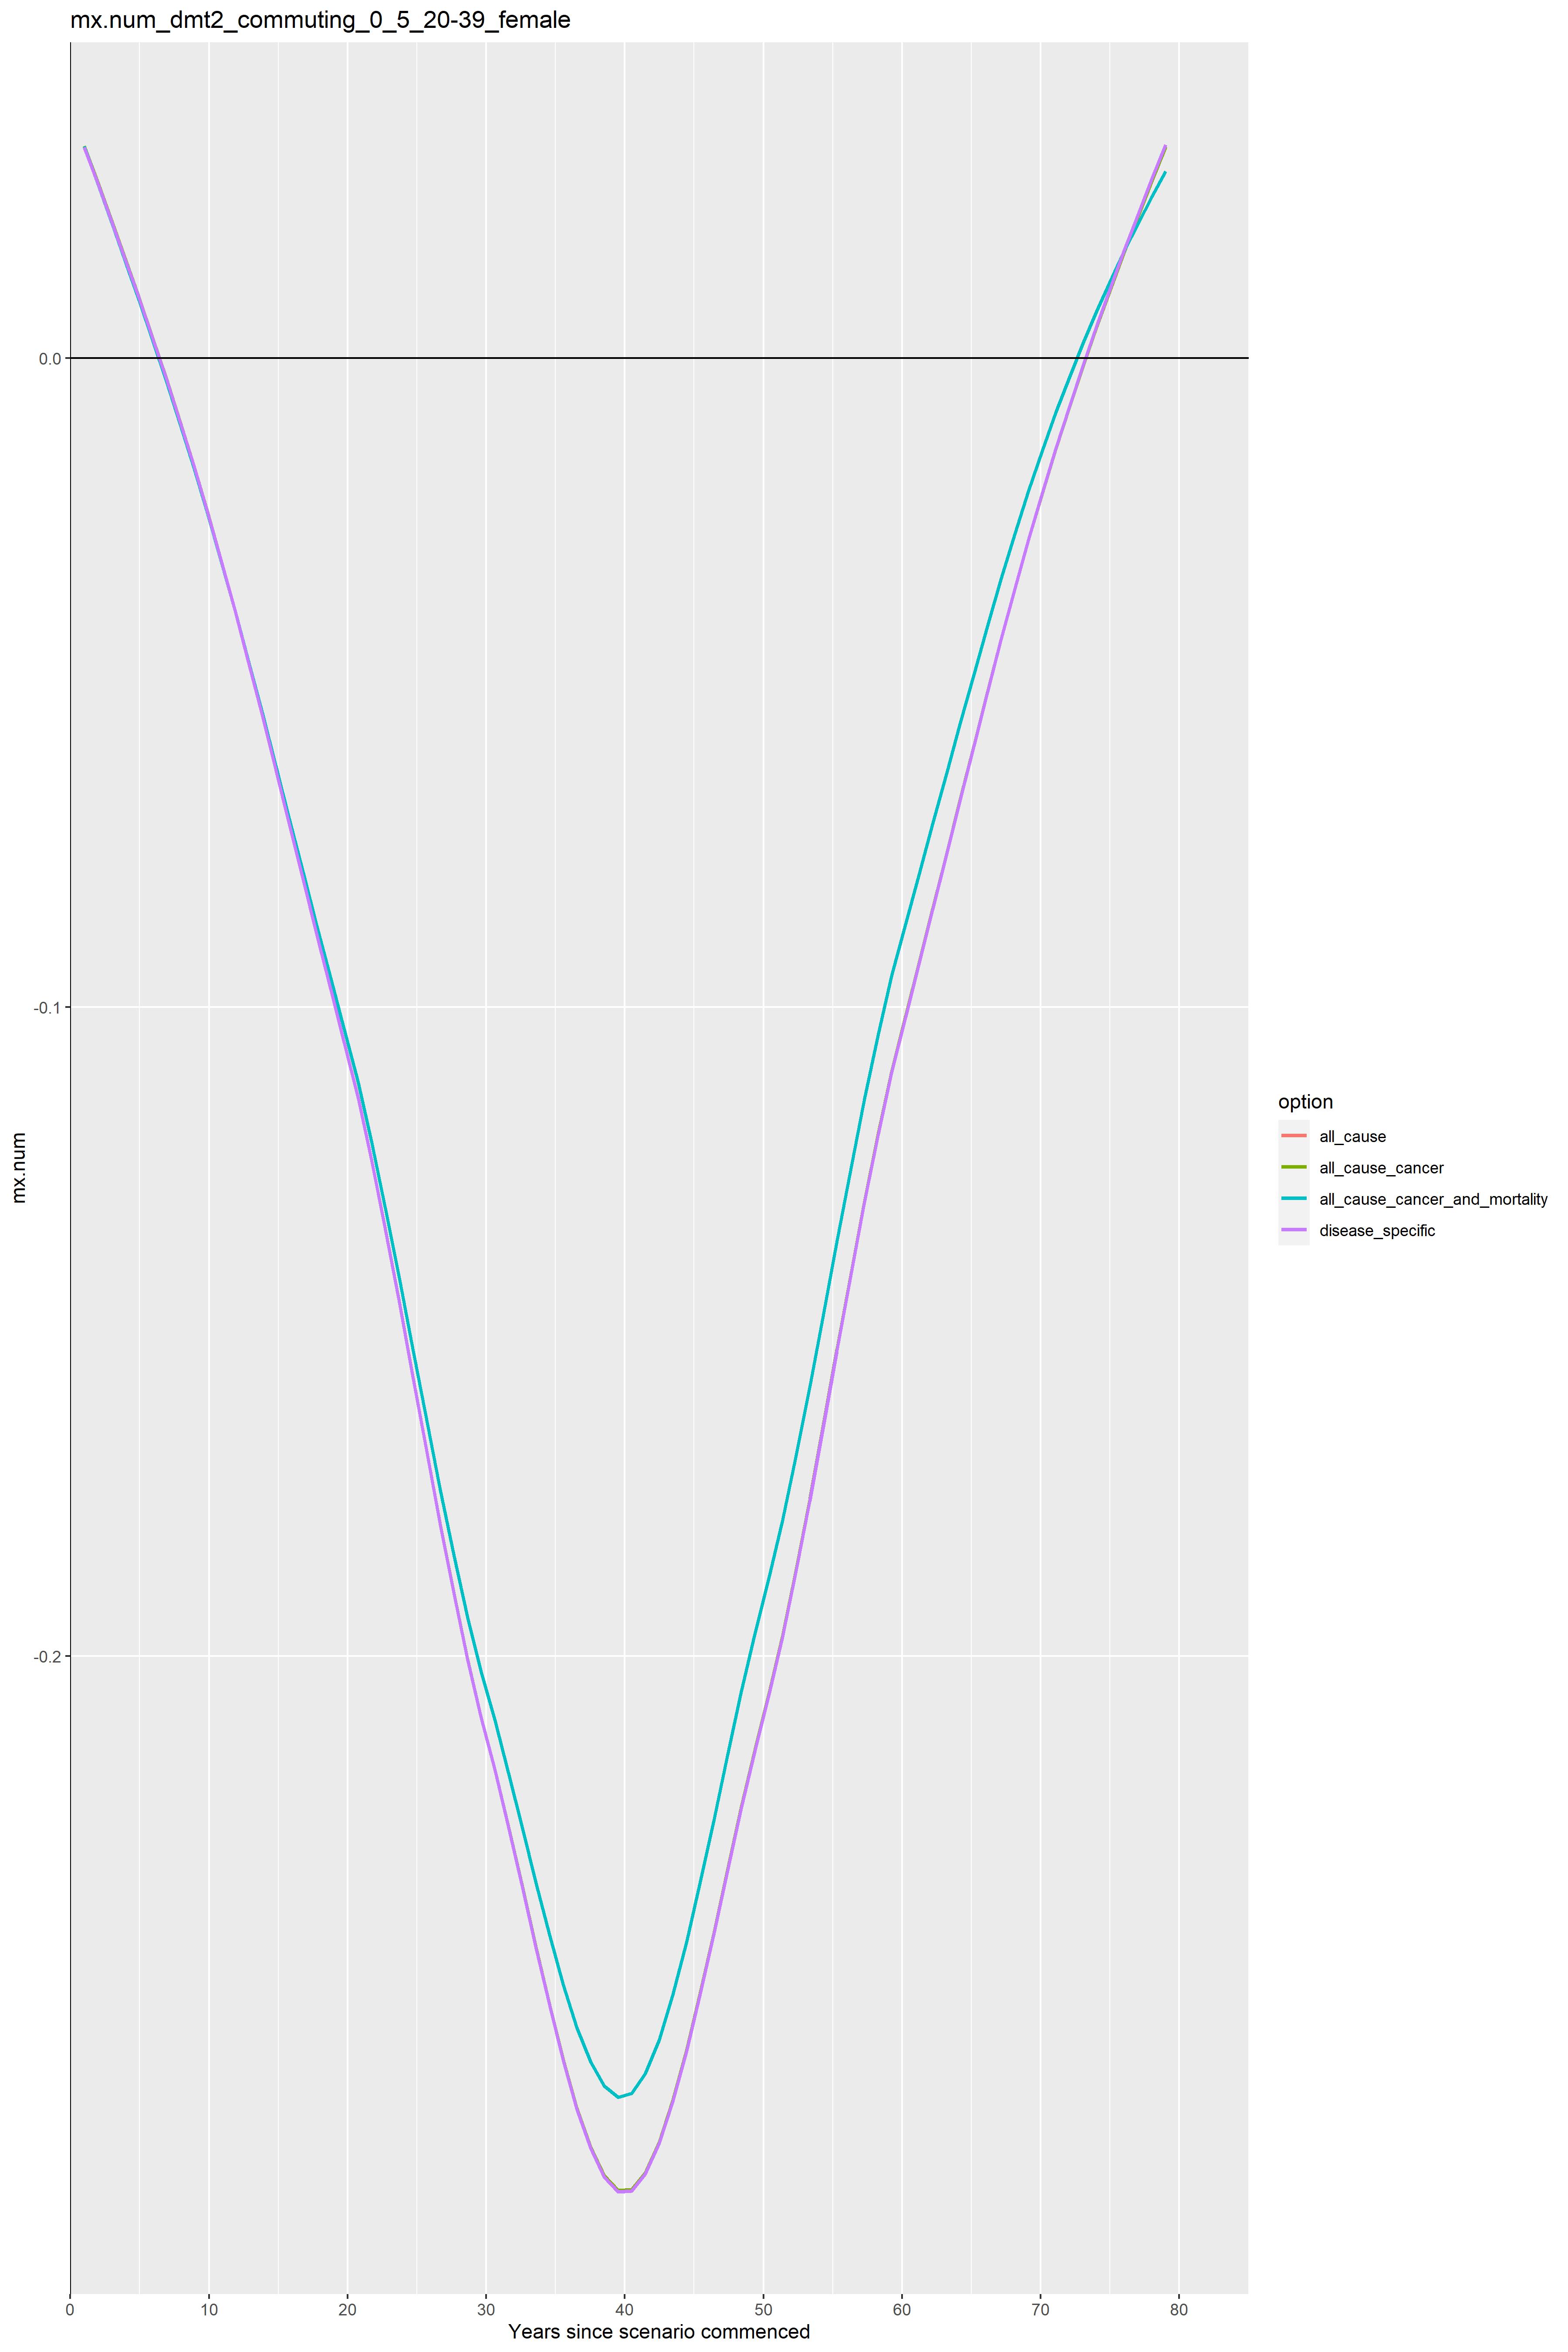 mx.num_dmt2_commuting_0_5_20-39_female
0.0
-0.1
-0.2
mx.num
0 10 20 30 40 50 60 70 80
Years since scenario commenced
option
all_cause
all_cause_cancer
all_cause_cancer_and_mortality
disease_specific